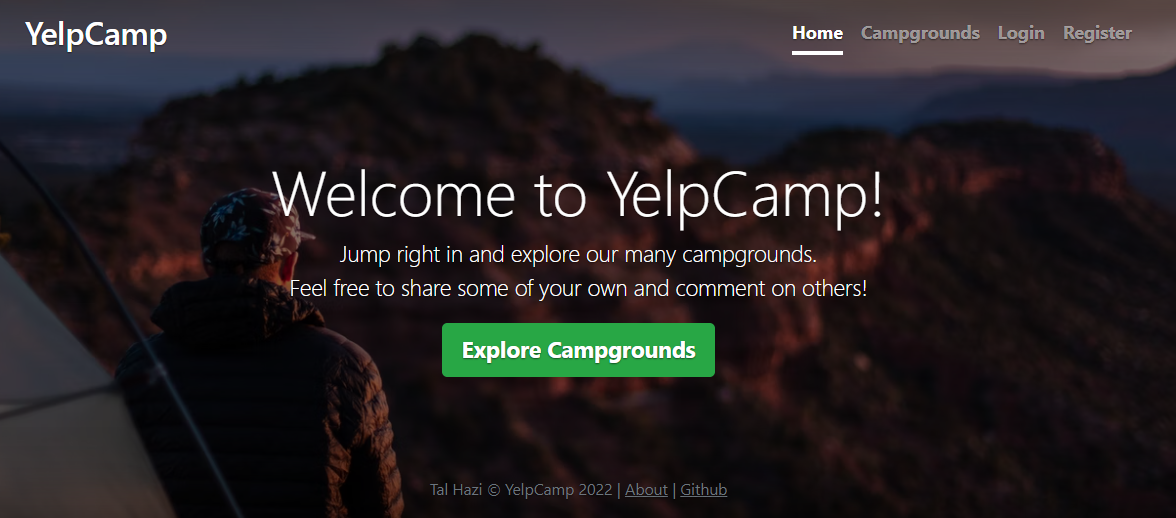 YelpCamp
Home Campgrounds Login Register
Welcome to YelpCamp!
Jump right in and explore our many campgrounds.
Feel free to share some of your own and comment on others!
Explore Campgrounds
Tal Hazi © YelpCamp 2022 | About | Github